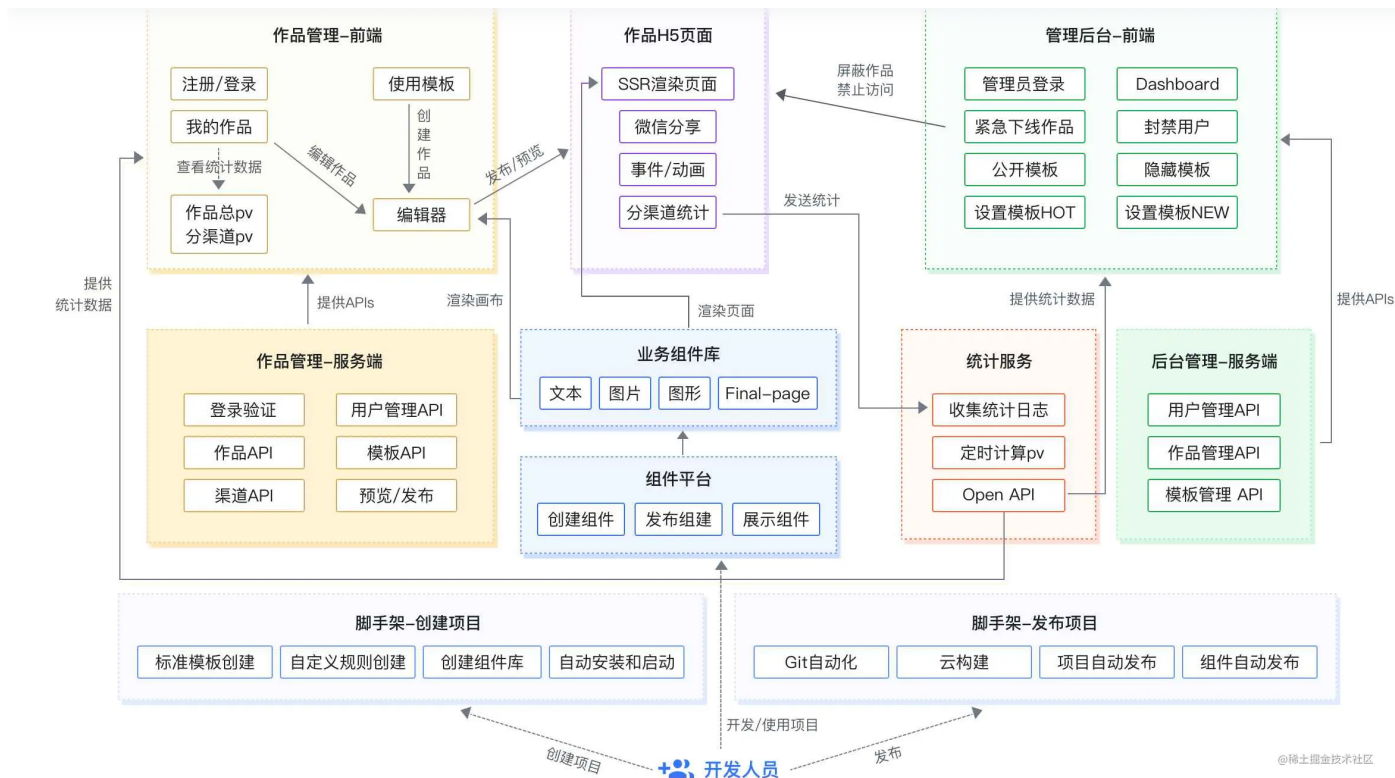 作品管理-前端
注册/登录
使用模板
我的作品
创建作品
查看统计数据
编辑作品
作品总pv
分渠道pv
编辑器
发布/预览
作品H5页面
SSR渲染页面
微信分享
事件/动画
分渠道统计
屏蔽作品
禁止访问
发送统计
管理后台-前端
管理员登录
Dashboard
紧急下线作品
封禁用户
公开模板
隐藏模板
设置模板HOT
设置模板NEW
提供
统计数据
提供APIs
渲染画布
渲染页面
提供统计数据
提供APIs
作品管理-服务端
登录验证
用户管理API
作品API
模板API
渠道API
预览/发布
业务组件库
文本
图片
图形
Final-page
组件平台
创建组件
发布组建
展示组件
统计服务
收集统计日志
定时计算pv
Open API
后台管理-服务端
用户管理API
作品管理API
模板管理 API
脚手架-创建项目
标准模板创建
自定义规则创建
创建组件库
自动安装和启动
脚手架-发布项目
Git自动化
云构建
项目自动发布
组件自动发布
创建项目
开发/使用项目
发布
开发人员
@稀土掘金技术社区